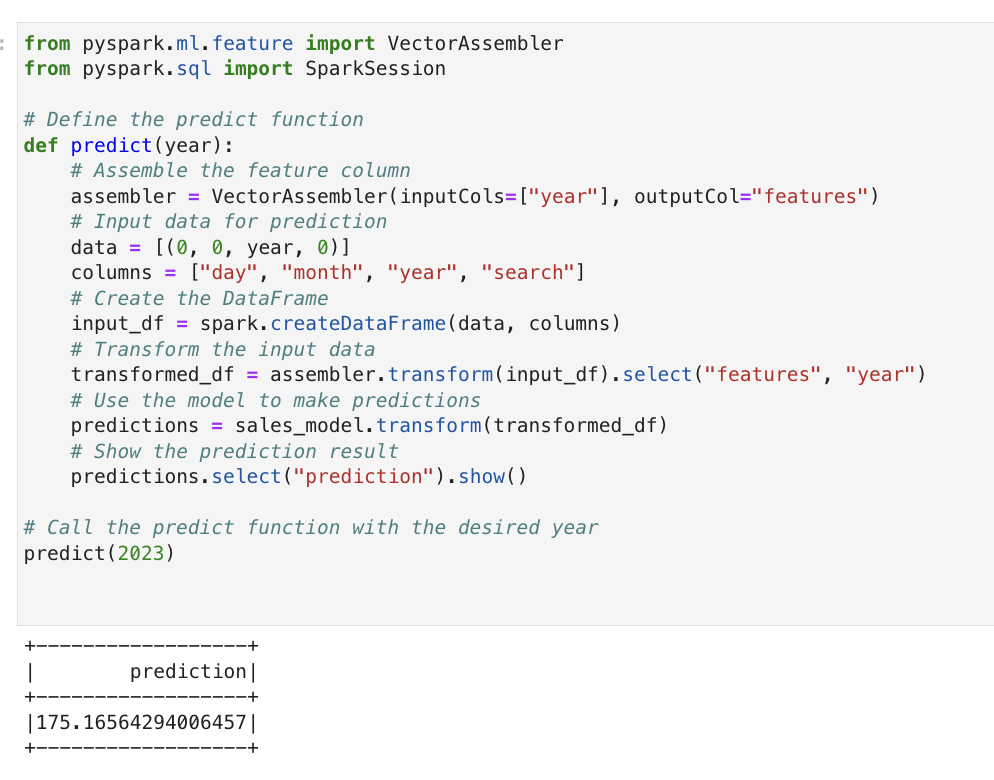 :
from pyspark.ml.feature import VectorAssembler
from pyspark.sql import SparkSession
# Define the predict function
def predict(year):
    # Assemble the feature column
    assembler = VectorAssembler(inputCols=["year"], outputCol="features")
    # Input data for prediction
    data = [(0, 0, year, 0)]
    columns = ["day", "month", "year", "search"]
    # Create the DataFrame
    input_df = spark.createDataFrame(data, columns)
    # Transform the input data
    transformed_df = assembler.transform(input_df).select("features", "year")
    # Use the model to make predictions
    predictions = sales_model.transform(transformed_df)
    # Show the prediction result
    predictions.select("prediction").show()
# Call the predict function with the desired year
predict(2023)
+------------------+
|        prediction|
+------------------+
|175.16564294006457|
+------------------+